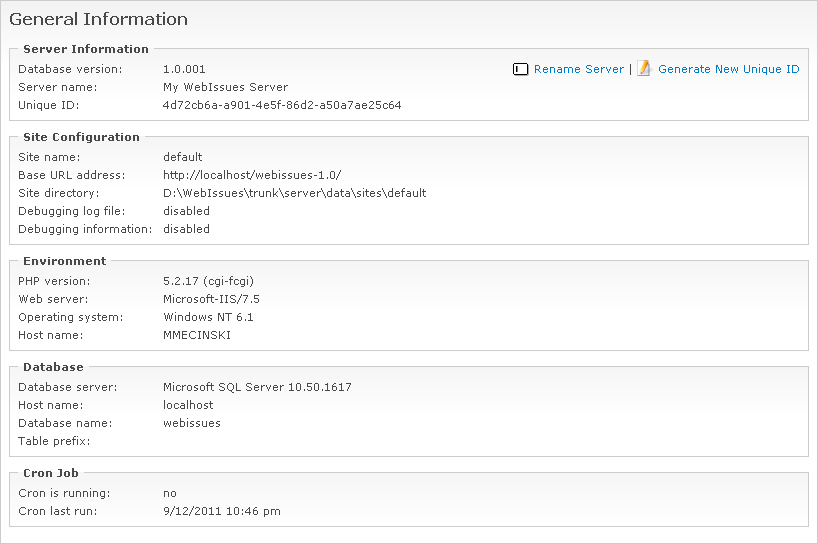 General Information
Server Information
Database version: 1.0.001
Rename Server | Generate New Unique ID
Server name: My WebIssues Server
Unique ID: 4d72cb6a-a901-4e5f-86d2-a50a7ae25c64
Site Configuration
Site name: default
Base URL address: http://localhost/webissues-1.0/
Site directory: D:\WebIssues\trunk\server\data\sites\default
Debugging log file: disabled
Debugging information: disabled
Environment
PHP version: 5.2.17 (cgi-fcgi)
Web server: Microsoft-IIS/7.5
Operating system: Windows NT 6.1
Host name: MMECINSKI
Database
Database server: Microsoft SQL Server 10.50.1617
Host name: localhost
Database name: webissues
Table prefix:
Cron Job
Cron is running: no
Cron last run: 9/12/2011 10:46 pm